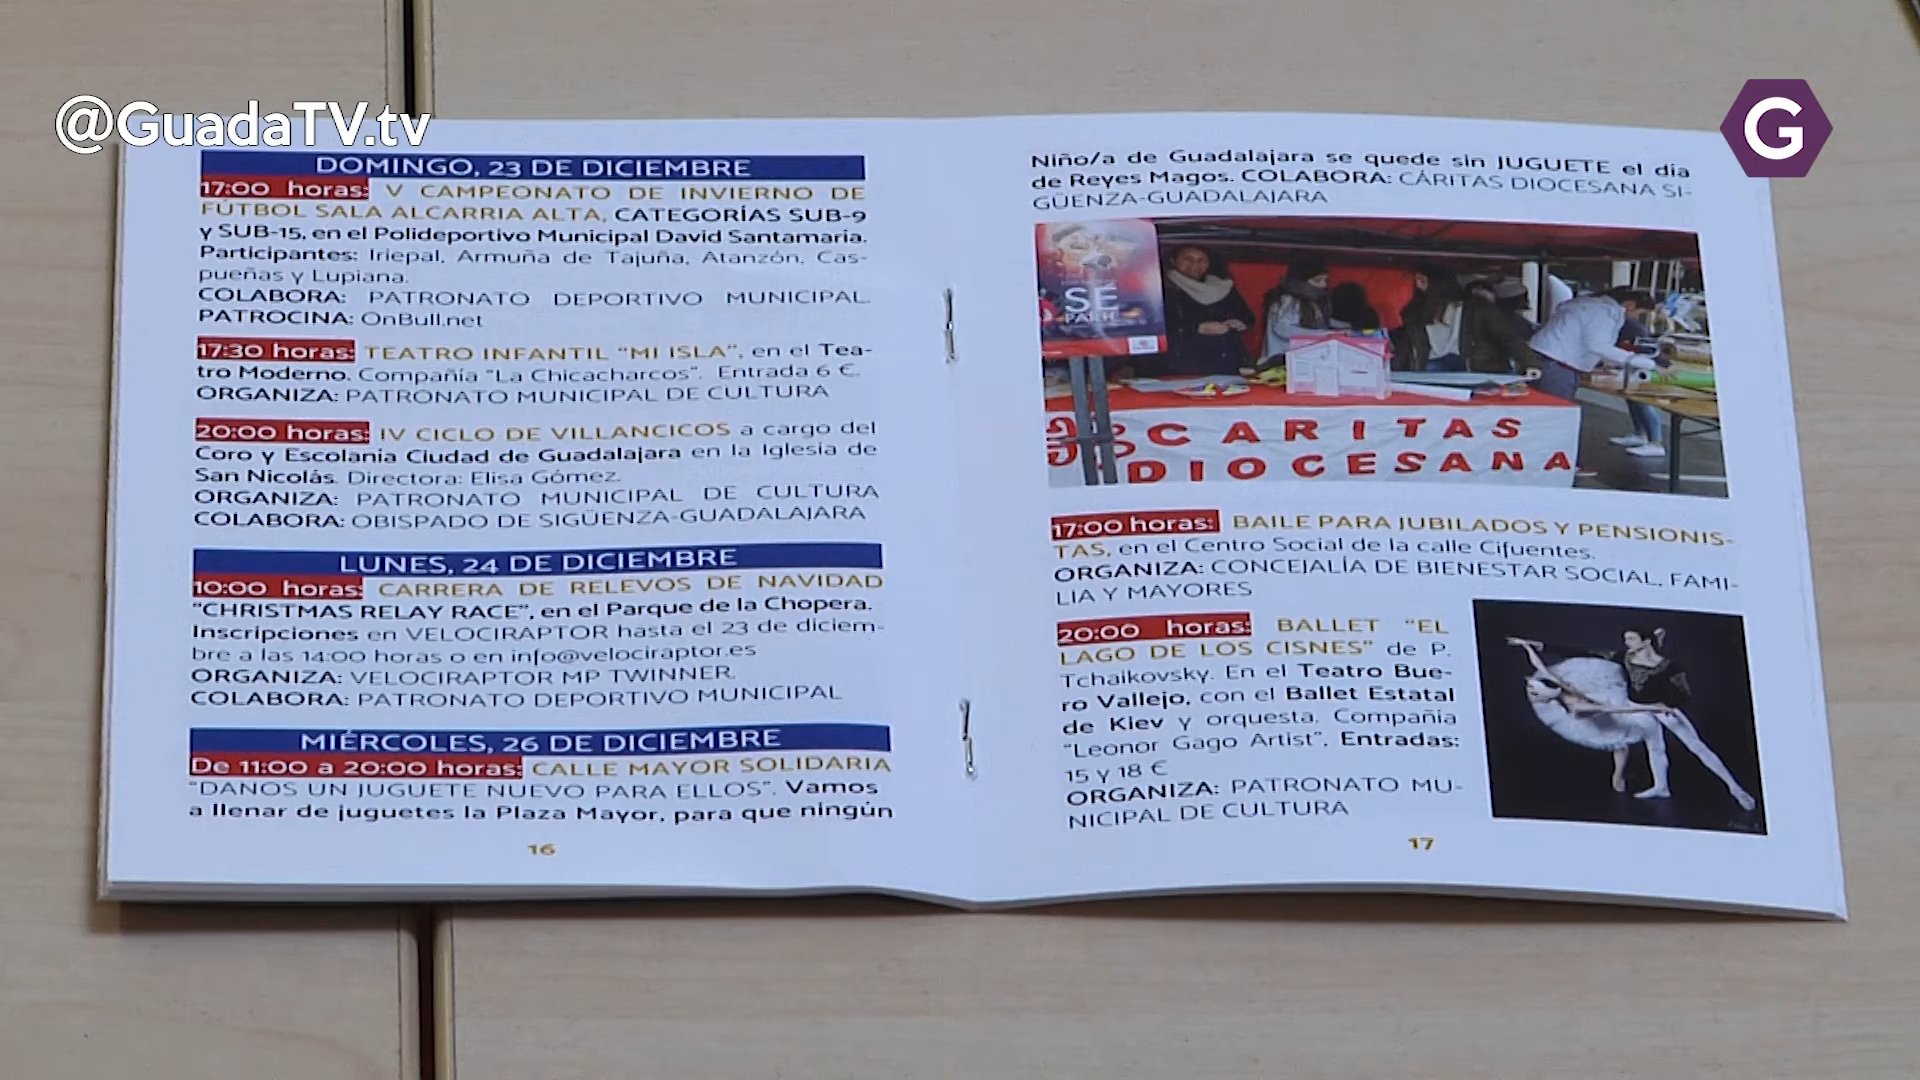 @GuadaTV.tv
G
DOMINGO, 23 DE DICIEMBRE
17:00 horas: V CAMPEONATO DE INVIERNO DE
FÚTBOL SALA ALCARRIA ALTA, CATEGORÍAS SUB-9
y SUB-15, en el Polideportivo Municipal David Santamaria.
Participantes: Iriepal, Armuña de Tajuña, Atanzón, Cas-
pueñas y Lupiana.
COLABORA: PATRONATO DEPORTIVO MUNICIPAL.
PATROCINA: OnBull.net
17:30 horas: TEATRO INFANTIL "MI ISLA", en el Tea-
tro Moderno. Compañía "La Chicacharcos". Entrada 6 €.
ORGANIZA: PATRONATO MUNICIPAL DE CULTURA
20:00 horas: IV CICLO DE VILLANCICOS a cargo del
Coro y Escolanía Ciudad de Guadalajara en la Iglesia de
San Nicolás. Directora: Elisa Gómez.
ORGANIZA: PATRONATO MUNICIPAL DE CULTURA
COLABORA: OBISPADO DE SIGÜENZA-GUADALAJARA
LUNES, 24 DE DICIEMBRE
10:00 horas: CARRERA DE RELEVOS DE NAVIDAD
"CHRISTMAS RELAY RACE", en el Parque de la Chopera.
Inscripciones en VELOCIRAPTOR hasta el 23 de diciem-
bre a las 14:00 horas o en info@velociraptor.es
ORGANIZA: VELOCIRAPTOR MP TWINNER.
COLABORA: PATRONATO DEPORTIVO MUNICIPAL
MIÉRCOLES, 26 DE DICIEMBRE
De 11:00 a 20:00 horas: CALLE MAYOR SOLIDARIA
"DANOS UN JUGUETE NUEVO PARA ELLOS". Vamos
a llenar de juguetes la Plaza Mayor, para que ningún
16
Niño/a de Guadalajara se quede sin JUGUETE el día
de Reyes Magos. COLABORA: CÁRITAS DIOCESANA SI-
GÜENZA-GUADALAJARA
SE
CARITAS
DIOCESANA
17:00 horas: BAILE PARA JUBILADOS Y PENSIONIS-
TAS, en el Centro Social de la calle Cifuentes.
ORGANIZA: CONCEJALÍA DE BIENESTAR SOCIAL, FAMI-
LIA Y MAYORES
20:00 horas: BALLET "EL
LAGO DE LOS CISNES" de P.
Tchaikovsky. En el Teatro Bue-
ro Vallejo, con el Ballet Estatal
de Kiev y orquesta. Compañía
"Leonor Gago Artist". Entradas:
15 y 18 €
ORGANIZA: PATRONATO MU-
NICIPAL DE CULTURA
17